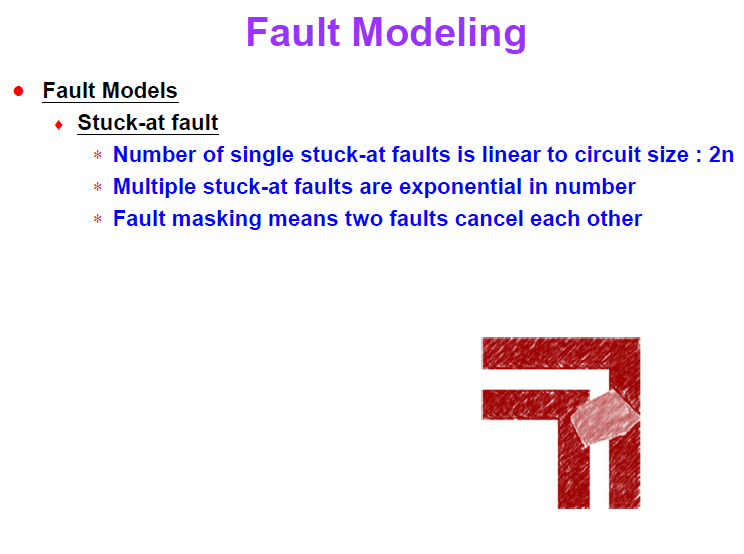 Fault Modeling
Fault Models
Stuck-at fault
Number of single stuck-at faults is linear to circuit size : 2n
Multiple stuck-at faults are exponential in number
Fault masking means two faults cancel each other